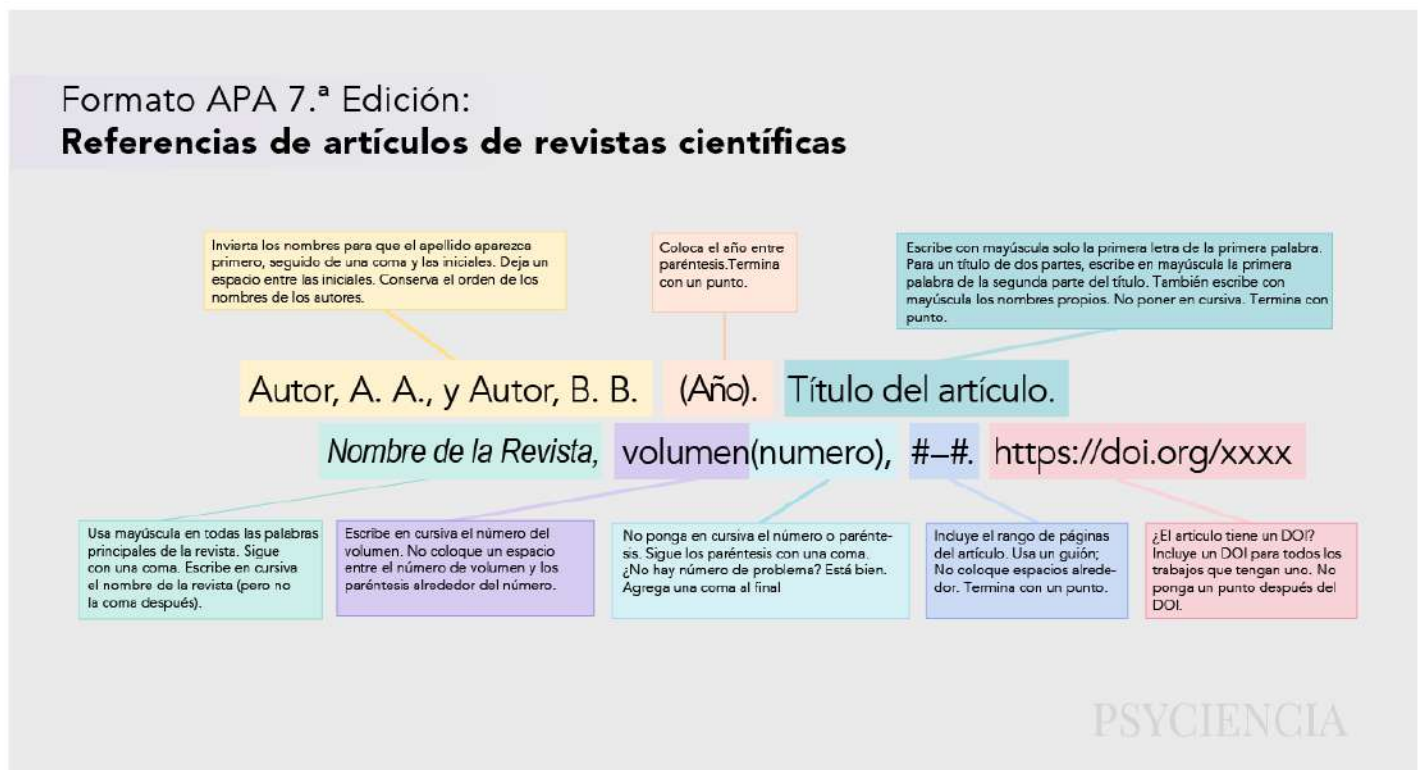 Formato APA 7.ª Edición:
Referencias de artículos de revistas científicas
Invierta los nombres para que el apellido aparezca
primero, seguido de una coma y las iniciales. Deja un
espacio entre las iniciales. Conserva el orden de los
nombres de los autores.
Coloca el año entre
paréntesis.Termina
con un punto.
Escribe con mayúscula solo la primera letra de la primera palabra.
Para un título de dos partes, escribe en mayúscula la primera
palabra de la segunda parte del título. También escribe con
mayúscula los nombres propios. No poner en cursiva. Termina con
punto.
Autor, A. A., y Autor, B. B. (Año). Título del artículo.
Nombre de la Revista, volumen(numero), #–#. https://doi.org/xxxx
Usa mayúscula en todas las palabras
principales de la revista. Sigue
con una coma. Escribe en cursiva
el nombre de la revista (pero no
la coma después).
Escribe en cursiva el número del
volumen. No coloque un espacio
entre el número de volumen y los
paréntesis alrededor del número.
No ponga en cursiva el número o parénte-
sis. Sigue los paréntesis con una coma.
¿No hay número de problema? Está bien.
Agrega una coma al final
Incluye el rango de páginas
del artículo. Usa un guión;
No coloque espacios alrede-
dor. Termina con un punto.
¿El articulo tiene un DOI?
Incluye un DOI para todos los
trabajos que tengan uno. No
ponga un punto después del
DOI.
PSYCIENCIA